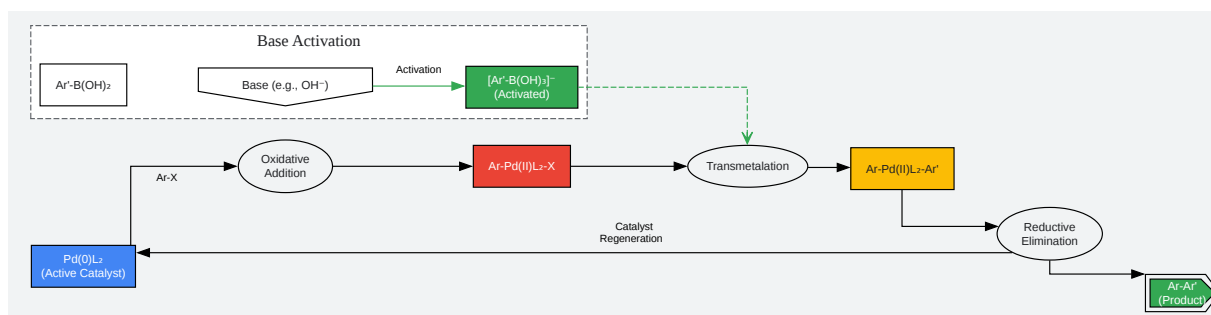 Base Activation
Ar'-B(OH)₂
Base (e.g., OH⁻)
Activation
[Ar'-B(OH)₃]⁻
(Activated)
Oxidative
Addition
Ar-X
Ar-Pd(II)L₂-X
Transmetalation
Ar-Pd(II)L₂-Ar'
Catalyst
Regeneration
Reductive
Elimination
Pd(0)L₂
(Active Catalyst)
Ar-Ar'
(Product)